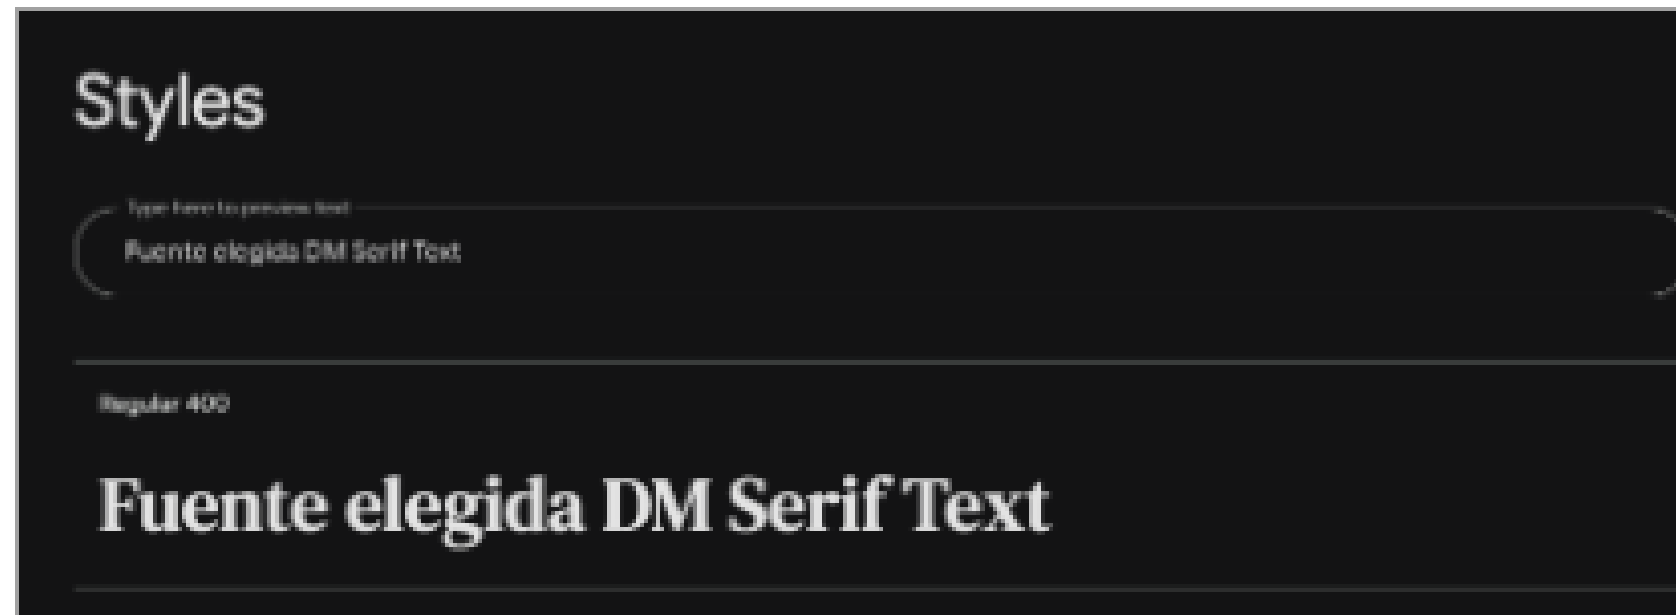 Styles
Type here to preview text
Fuente elegida DM Serif Text
Regular 400
Fuente elegida DM Serif Text